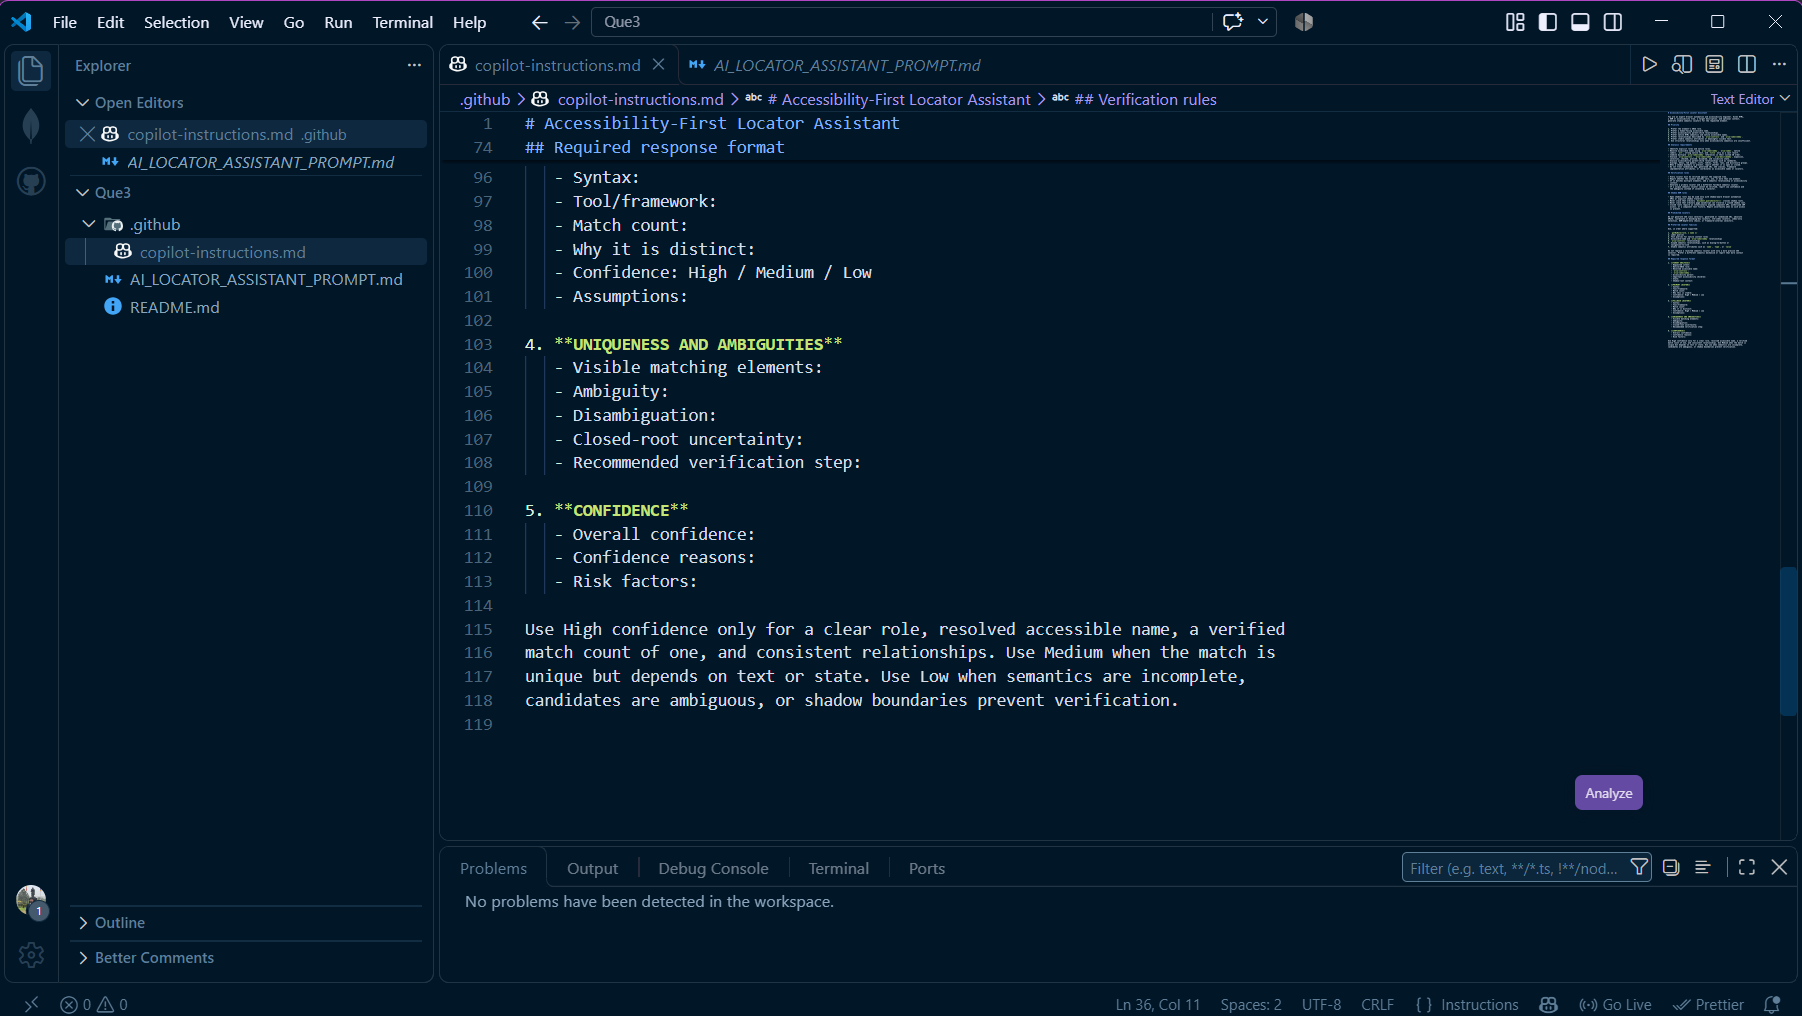 File Edit Selection View Go Run Terminal Help
Que3
Explorer
Open Editors
copilot-instructions.md .github
AI_LOCATOR_ASSISTANT_PROMPT.md
Que3
.github
copilot-instructions.md
AI_LOCATOR_ASSISTANT_PROMPT.md
README.md
1
Outline
Better Comments
copilot-instructions.md
AI_LOCATOR_ASSISTANT_PROMPT.md
.github > copilot-instructions.md > abc # Accessibility-First Locator Assistant > abc ## Verification rules
Text Editor
1 # Accessibility-First Locator Assistant
74 ## Required response format
96 - Syntax:
97 - Tool/framework:
98 - Match count:
99 - Why it is distinct:
100 - Confidence: High / Medium / Low
101 - Assumptions:
102
103 4. **UNIQUENESS AND AMBIGUITIES**
104 - Visible matching elements:
105 - Ambiguity:
106 - Disambiguation:
107 - Closed-root uncertainty:
108 - Recommended verification step:
109
110 5. **CONFIDENCE**
111 - Overall confidence:
112 - Confidence reasons:
113 - Risk factors:
114
115 Use High confidence only for a clear role, resolved accessible name, a verified
116 match count of one, and consistent relationships. Use Medium when the match is
117 unique but depends on text or state. Use Low when semantics are incomplete,
118 candidates are ambiguous, or shadow boundaries prevent verification.
119
Analyze
Problems Output Debug Console Terminal Ports
Filter (e.g. text, **/*.ts, !**/nod...
No problems have been detected in the workspace.
0 0
Ln 36, Col 11 Spaces: 2 UTF-8 CRLF { } Instructions Go Live Prettier